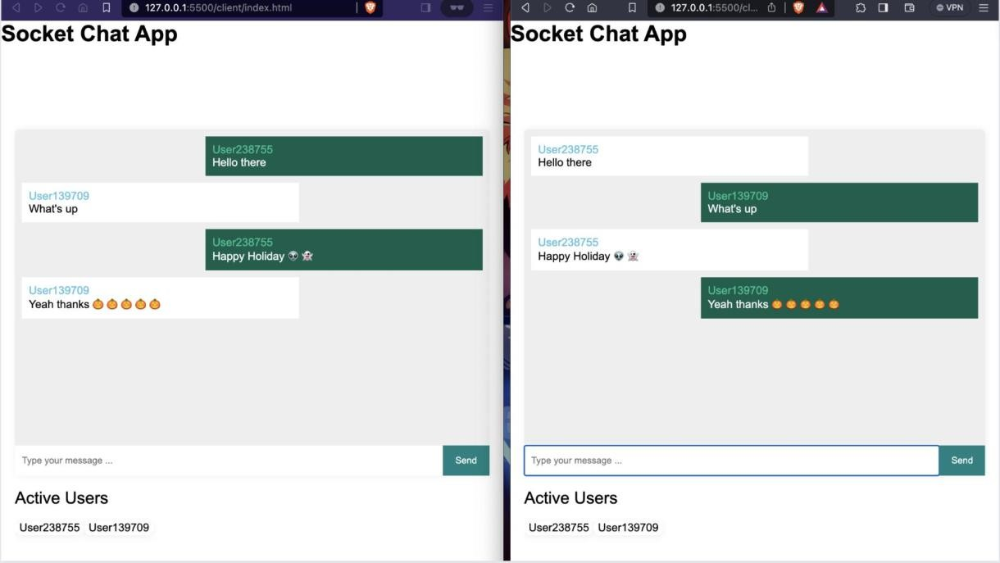 127.0.0.1:5500/client/index.html
Socket Chat App
User238755
Hello there
User139709
What's up
User238755
Happy Holiday 👽 👻
User139709
Yeah thanks 🎃 🎃 🎃 🎃 🎃
Type your message ...
Send
Active Users
User238755 User139709
127.0.0.1:5500/cl...
VPN
Socket Chat App
User238755
Hello there
User139709
What's up
User238755
Happy Holiday 👽 👻
User139709
Yeah thanks 🎃 🎃 🎃 🎃 🎃
Type your message ...
Send
Active Users
User238755 User139709